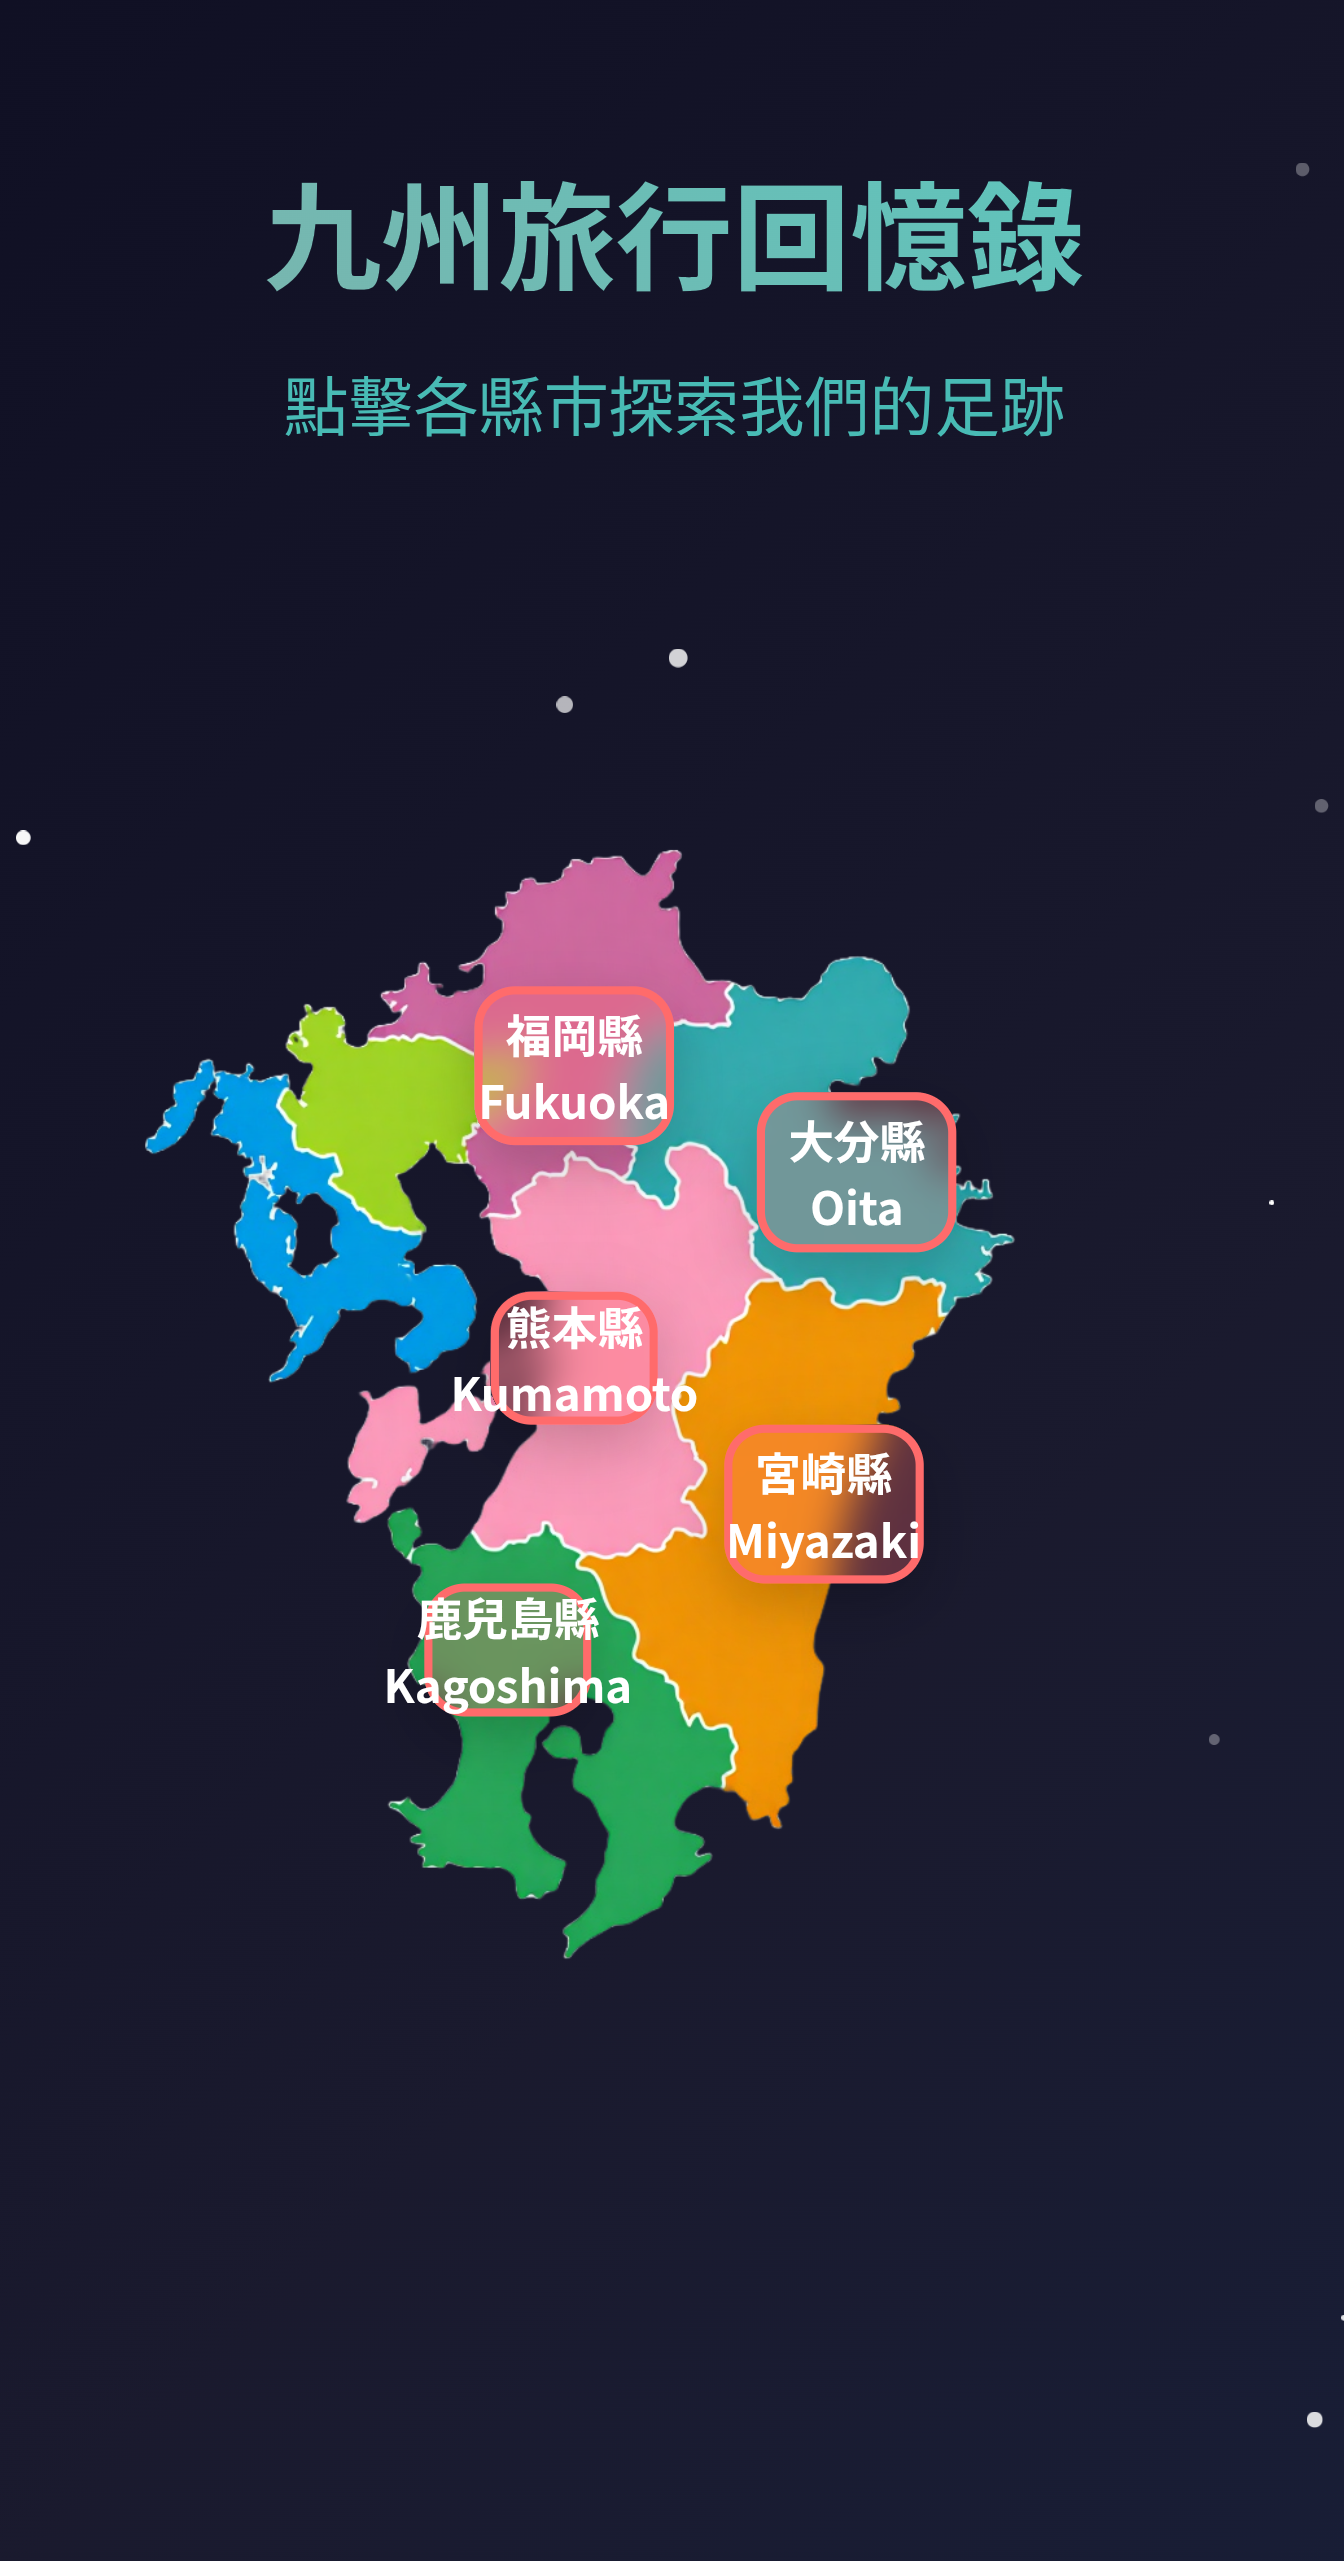 九州旅行回憶錄
點擊各縣市探索我們的足跡
福岡縣
Fukuoka
大分縣
Oita
熊本縣
Kumamoto
宮崎縣
Miyazaki
鹿兒島縣
Kagoshima